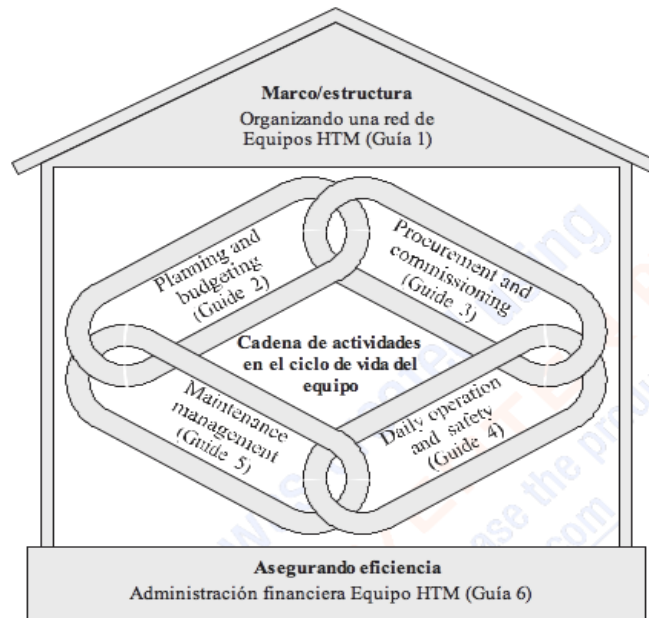 Marco/estructura
Organizando una red de
Equipos HTM (Guía 1)
Planning and
budgeting
(Guide 2)
Procurement and
commissioning
(Guide 3)
Cadena de actividades
en el ciclo de vida del
equipo
Maintenance
management
(Guide 5)
Daily operation
and safety
(Guide 4)
Asegurando eficiencia
Administración financiera Equipo HTM (Guía 6)